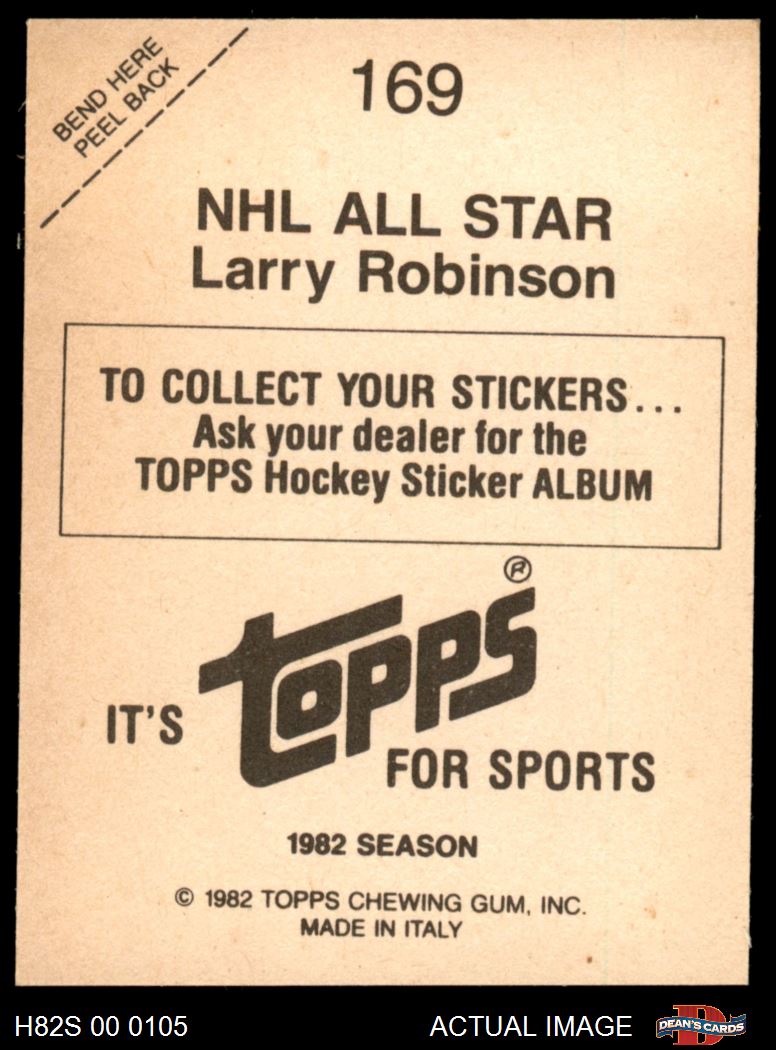 BEND HERE
PEEL BACK
169
NHL ALL STAR
Larry Robinson
TO COLLECT YOUR STICKERS...
Ask your dealer for the
TOPPS Hockey Sticker ALBUM
IT'S
topps®
FOR SPORTS
1982 SEASON
© 1982 TOPPS CHEWING GUM, INC.
MADE IN ITALY
H82S 00 0105
ACTUAL IMAGE
D
DEAN'S CARDS